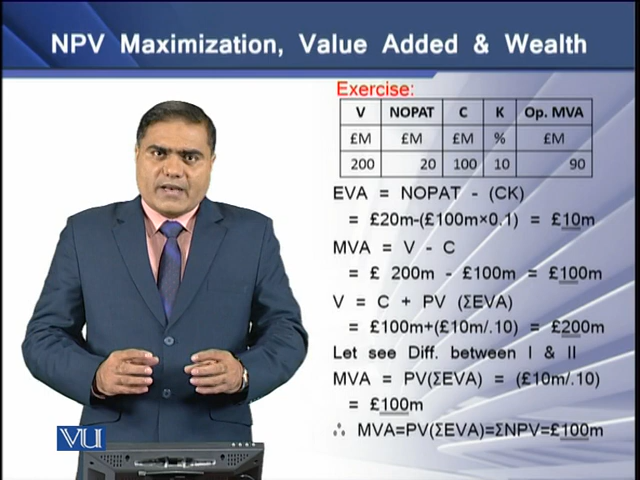 NPV Maximization, Value Added & Wealth
Exercise:
V NOPAT C K Op. MVA
£M £M £M % £M
200 20 100 10 90
EVA = NOPAT - (CK)
= £20m-(£100m×0.1) = £10m
MVA = V - C
= £ 200m - £100m = £100m
V = C + PV (ΣEVA)
= £100m+(£10m/.10) = £200m
Let see Diff. between I & II
MVA = PV(ΣEVA) = (£10m/.10)
= £100m
∴ MVA=PV(ΣEVA)=ΣNPV=£100m
VU